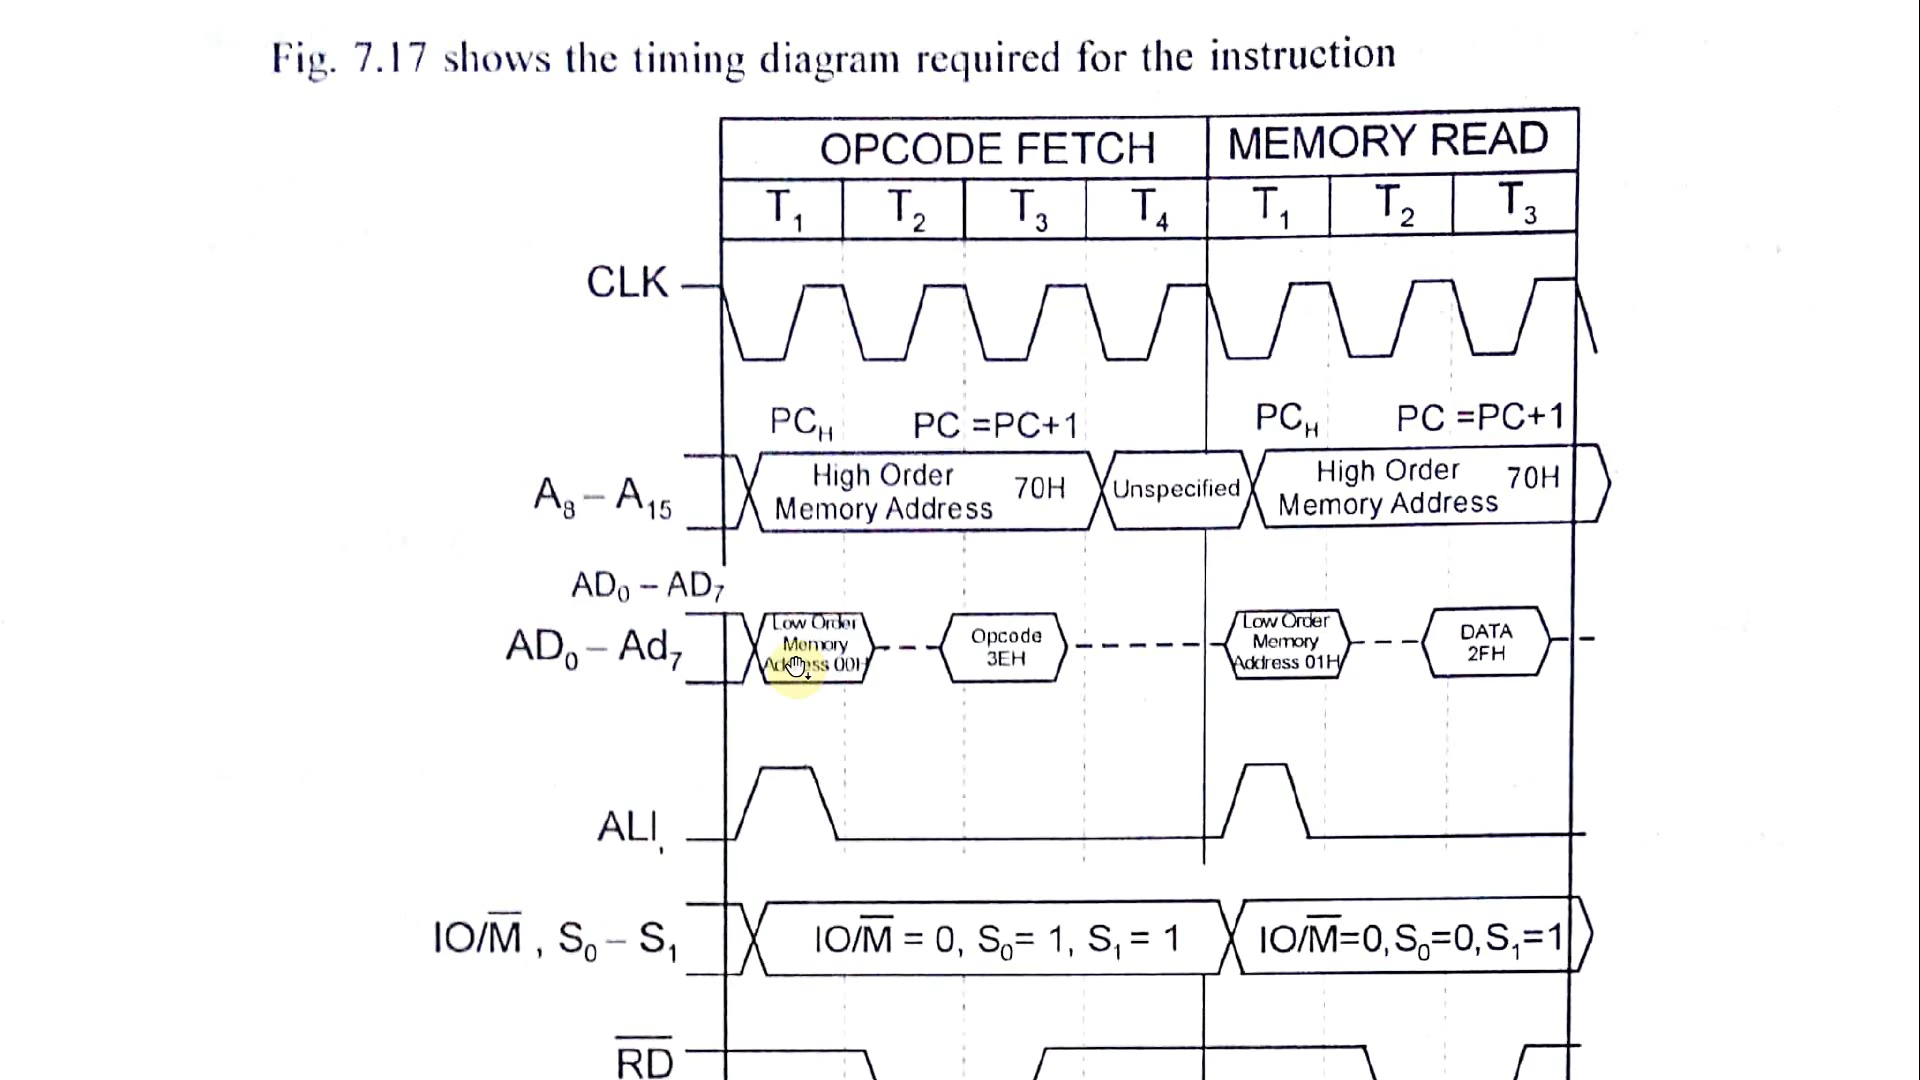 Fig. 7.17 shows the timing diagram required for the instruction
OPCODE FETCH MEMORY READ
T1 T2 T3 T4 T1 T2 T3
CLK
PCH PC =PC+1 PCH PC =PC+1
A8 – A15
High Order
Memory Address 70H
Unspecified
High Order
Memory Address 70H
AD0 – AD7
AD0 – Ad7
Low Order
Memory
Address 00H
Opcode
3EH
Low Order
Memory
Address 01H
DATA
2FH
IO/M̅ , S0 – S1
IO/M̅ = 0, S0= 1, S1 = 1
IO/M̅=0,S0=0,S1=1
R̅D̅